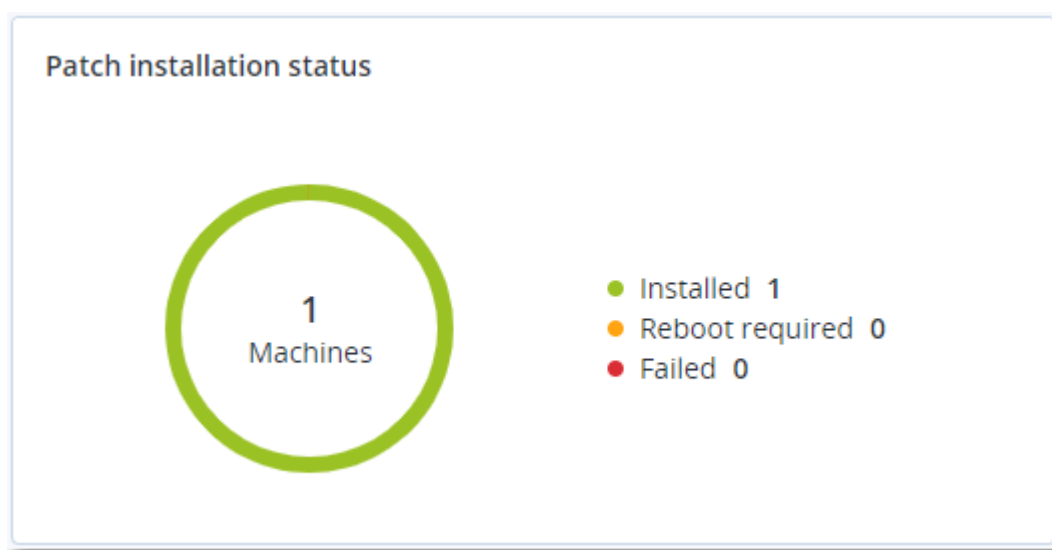 Patch installation status
1
Machines
Installed 1
Reboot required 0
Failed 0